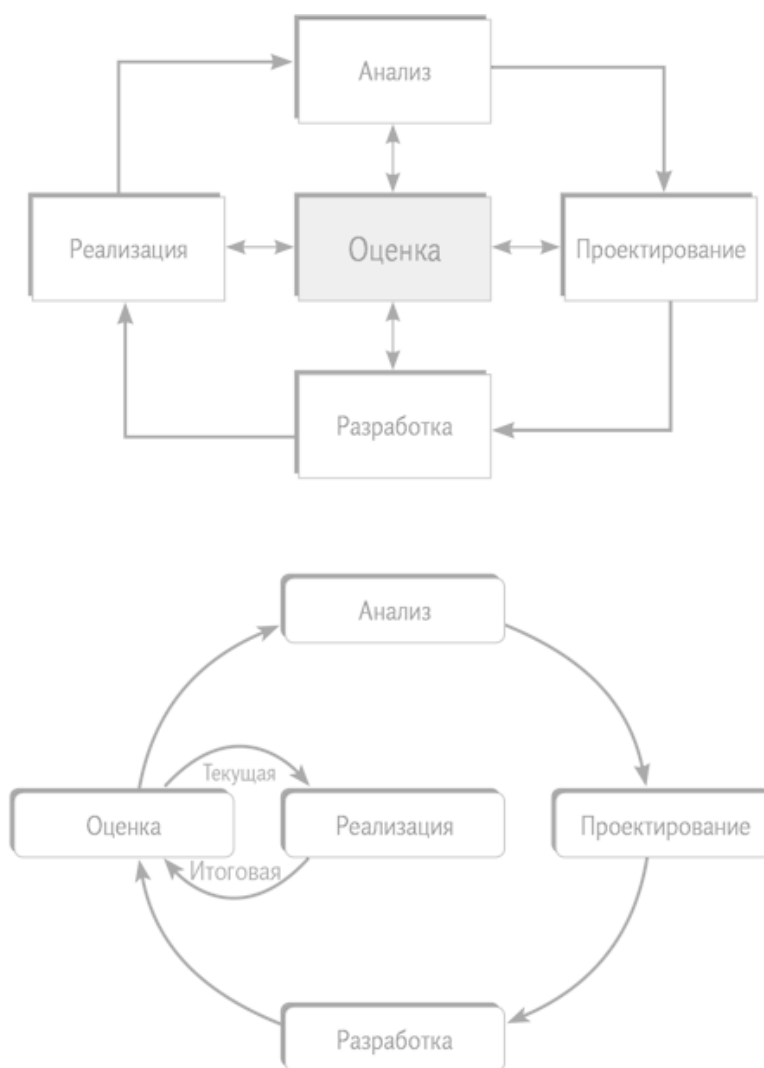 Анализ
Реализация
Оценка
Проектирование
Разработка
Анализ
Текущая
Оценка
Реализация
Проектирование
Итоговая
Разработка